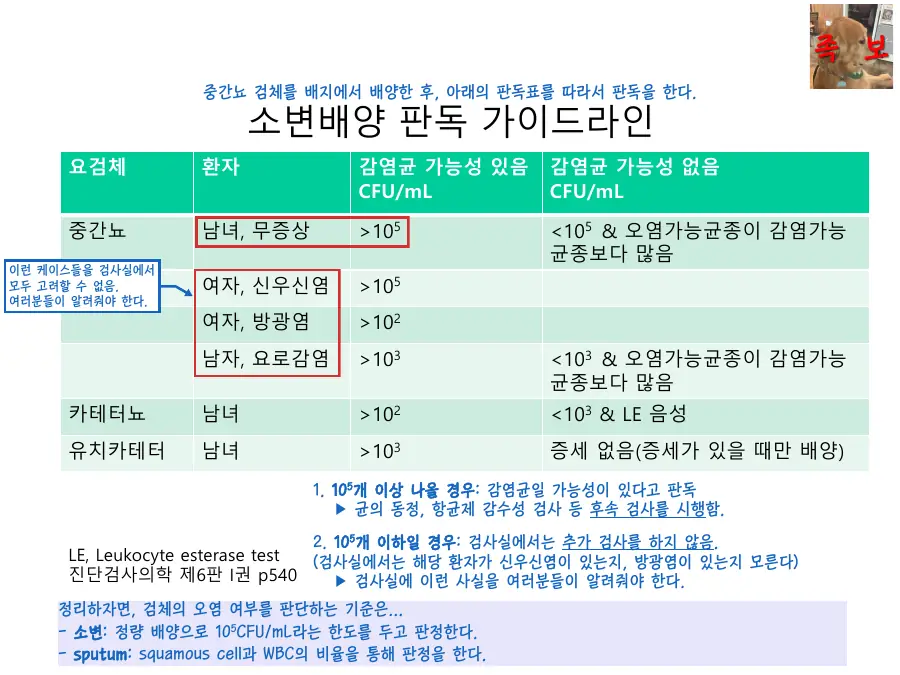 족 보
중간뇨 검체를 배지에서 배양한 후, 아래의 판독표를 따라서 판독을 한다.
소변배양 판독 가이드라인
요검체 환자 감염균 가능성 있음 감염균 가능성 없음
CFU/mL CFU/mL
중간뇨 남녀, 무증상 >10⁵ <10⁵ & 오염가능균종이 감염가능
균종보다 많음
이런 케이스들을 검사실에서
모두 고려할 수 없음.
여러분들이 알려줘야 한다.
여자, 신우신염 >10⁵
여자, 방광염 >10²
남자, 요로감염 >10³ <10³ & 오염가능균종이 감염가능
균종보다 많음
카테터뇨 남녀 >10² <10³ & LE 음성
유치카테터 남녀 >10³ 증세 없음(증세가 있을 때만 배양)
1. 10⁵개 이상 나올 경우: 감염균일 가능성이 있다고 판독
▶ 균의 동정, 항균제 감수성 검사 등 후속 검사를 시행함.
2. 10⁵개 이하일 경우: 검사실에서는 추가 검사를 하지 않음.
(검사실에서는 해당 환자가 신우신염이 있는지, 방광염이 있는지 모른다)
▶ 검사실에 이런 사실을 여러분들이 알려줘야 한다.
LE, Leukocyte esterase test
진단검사의학 제6판 I권 p540
정리하자면, 검체의 오염 여부를 판단하는 기준은...
- 소변: 정량 배양으로 10⁵CFU/mL라는 한도를 두고 판정한다.
- sputum: squamous cell과 WBC의 비율을 통해 판정을 한다.